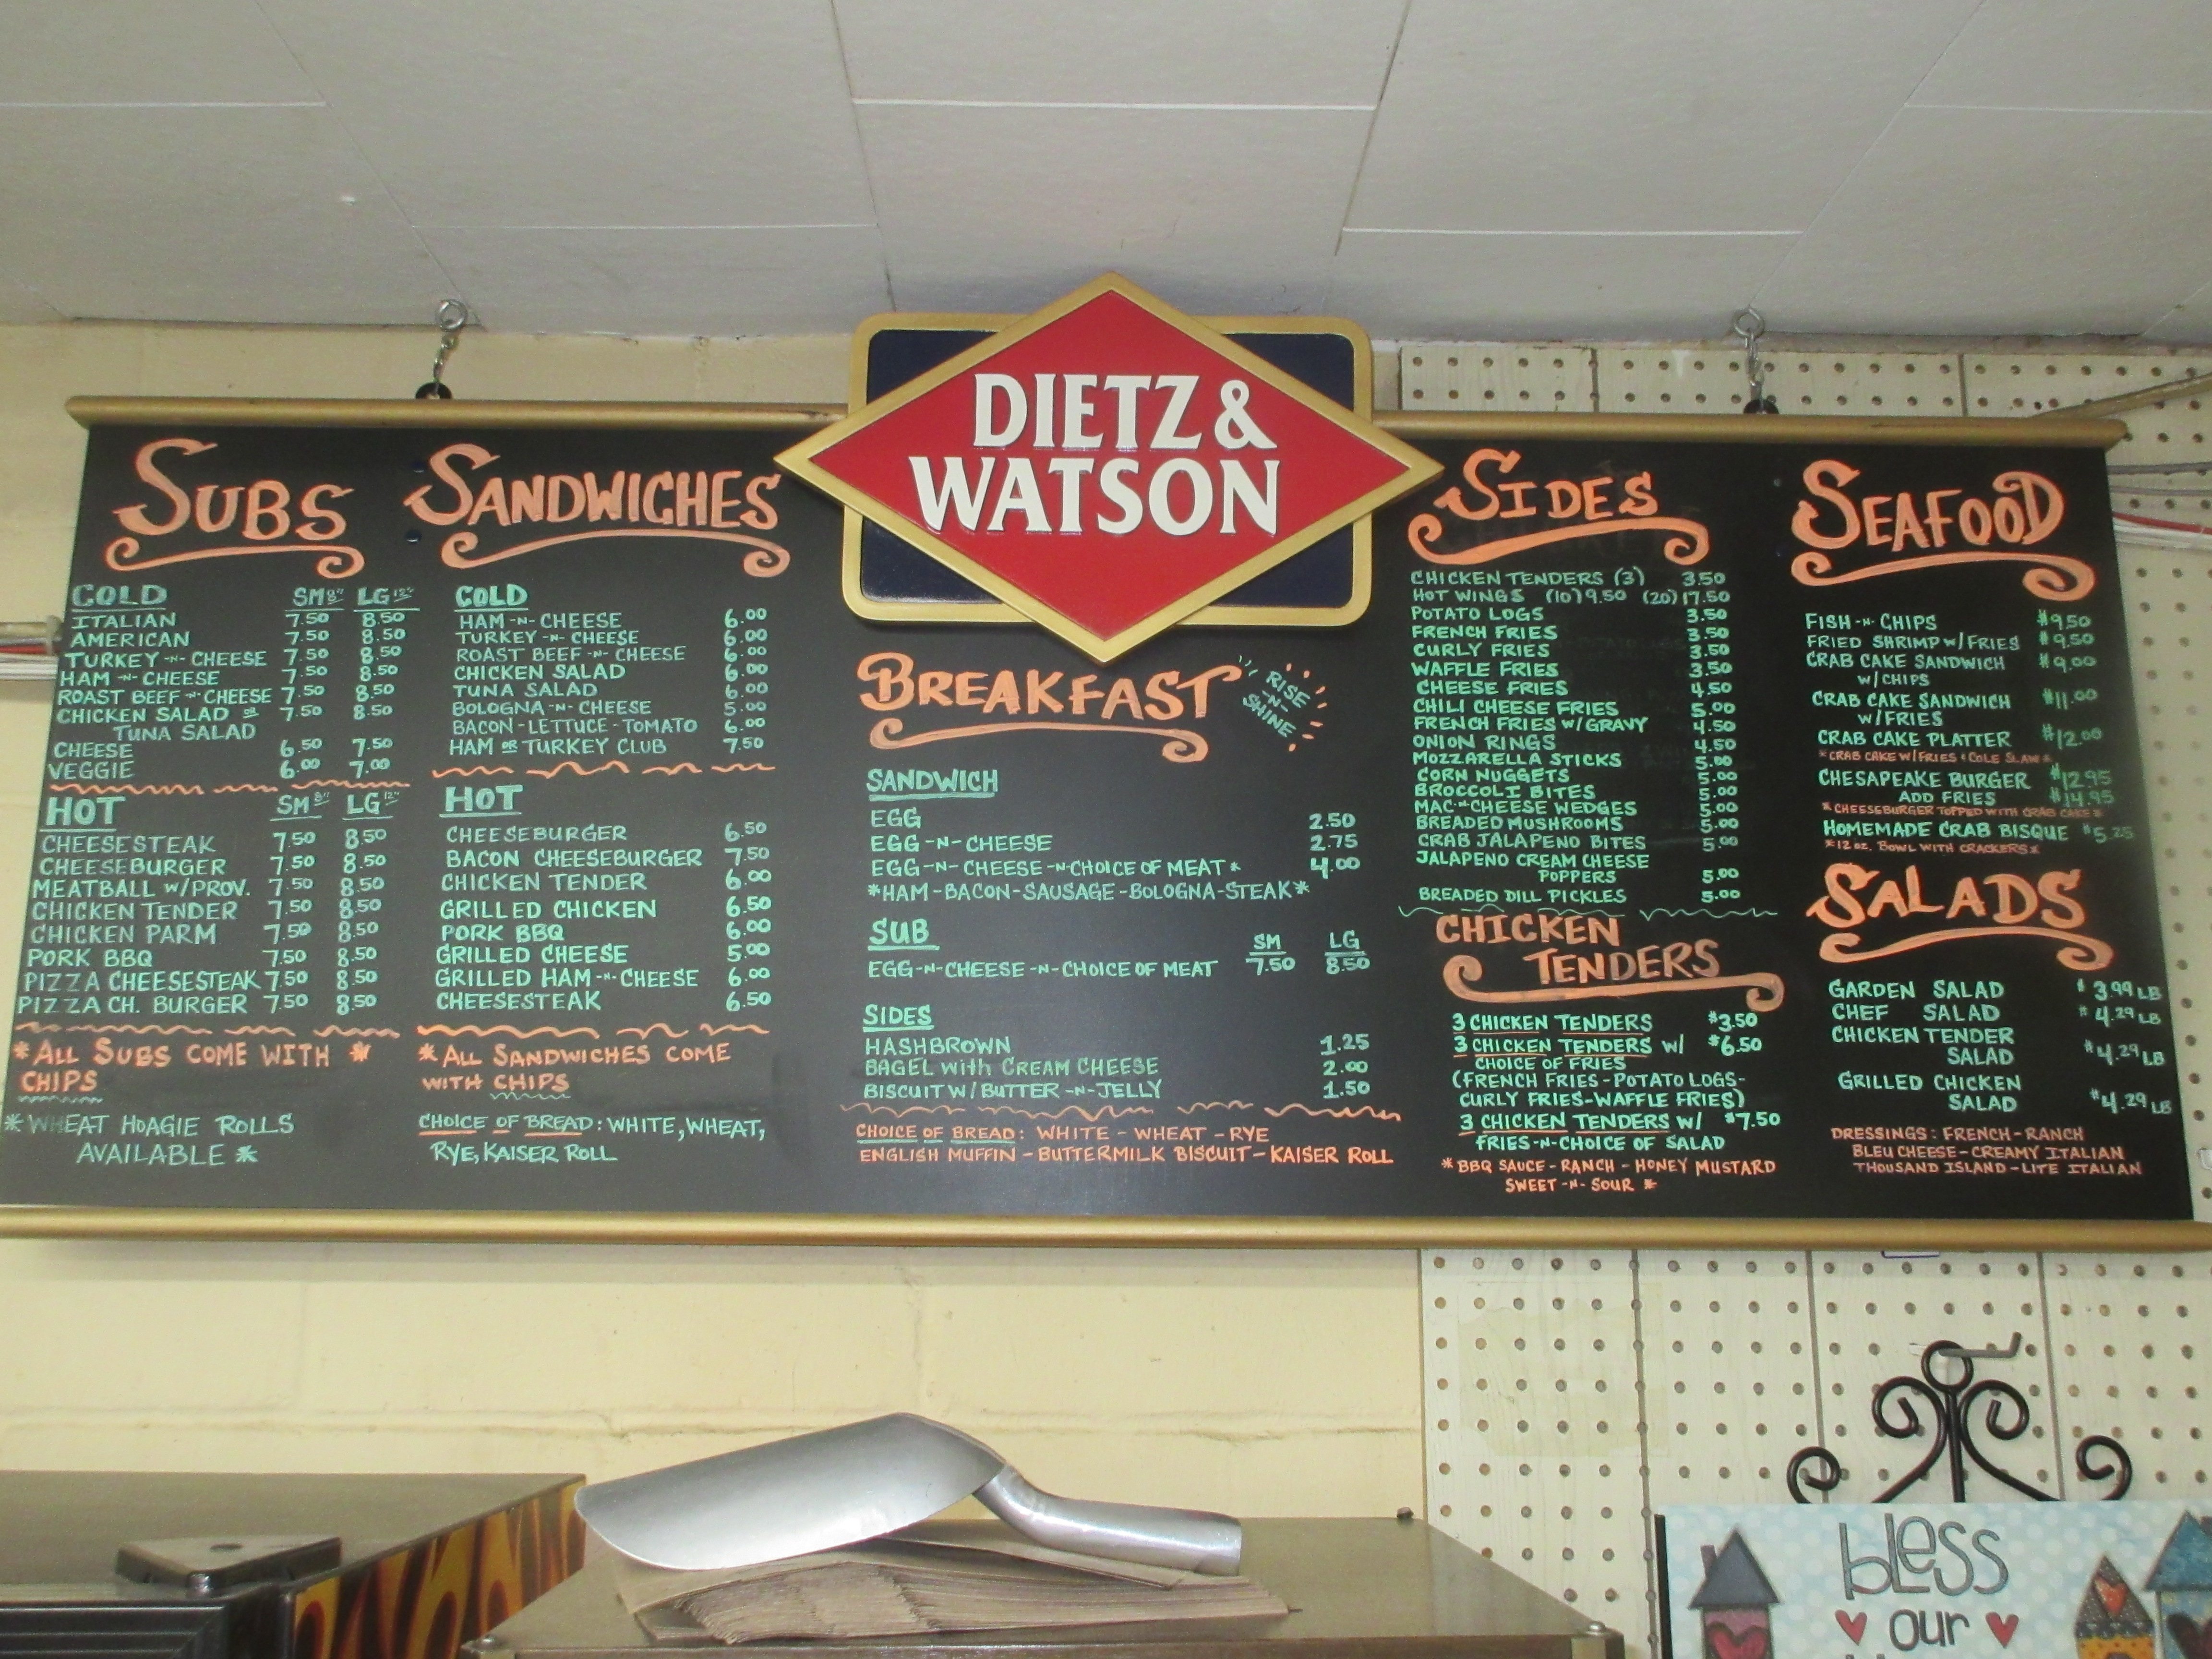 DIETZ &
WATSON
SUBS
COLD SM 8" LG 12"
ITALIAN 7.50 8.50
AMERICAN 7.50 8.50
TURKEY -N- CHEESE 7.50 8.50
HAM -N- CHEESE 7.50 8.50
ROAST BEEF -N- CHEESE 7.50 8.50
CHICKEN SALAD OR 7.50 8.50
TUNA SALAD
CHEESE 6.50 7.50
VEGGIE 6.00 7.00
HOT SM 8" LG 12"
CHEESESTEAK 7.50 8.50
CHEESEBURGER 7.50 8.50
MEATBALL W/PROV. 7.50 8.50
CHICKEN TENDER 7.50 8.50
CHICKEN PARM 7.50 8.50
PORK BBQ 7.50 8.50
PIZZA CHEESESTEAK 7.50 8.50
PIZZA CH. BURGER 7.50 8.50
*ALL SUBS COME WITH *
CHIPS
*WHEAT HOAGIE ROLLS
AVAILABLE *
SANDWICHES
COLD
HAM -N- CHEESE 6.00
TURKEY -N- CHEESE 6.00
ROAST BEEF -N- CHEESE 6.00
CHICKEN SALAD 6.00
TUNA SALAD 6.00
BOLOGNA -N- CHEESE 5.00
BACON - LETTUCE - TOMATO 6.00
HAM OR TURKEY CLUB 7.50
HOT
CHEESEBURGER 6.50
BACON CHEESEBURGER 7.50
CHICKEN TENDER 6.00
GRILLED CHICKEN 6.50
PORK BBQ 6.00
GRILLED CHEESE 5.00
GRILLED HAM -N- CHEESE 6.00
CHEESESTEAK 6.50
*ALL SANDWICHES COME
WITH CHIPS
CHOICE OF BREAD: WHITE, WHEAT,
RYE, KAISER ROLL
BREAKFAST
RISE
-N-
SHINE
SANDWICH
EGG 2.50
EGG -N- CHEESE 2.75
EGG -N- CHEESE -N- CHOICE OF MEAT * 4.00
*HAM - BACON - SAUSAGE - BOLOGNA - STEAK*
SUB SM LG
EGG -N- CHEESE -N- CHOICE OF MEAT 7.50 8.50
SIDES
HASHBROWN 1.25
BAGEL with CREAM CHEESE 2.00
BISCUIT W/BUTTER -N- JELLY 1.50
CHOICE OF BREAD: WHITE - WHEAT - RYE
ENGLISH MUFFIN - BUTTERMILK BISCUIT - KAISER ROLL
SIDES
CHICKEN TENDERS (3) 3.50
HOT WINGS (10) 9.50 (20) 17.50
POTATO LOGS 3.50
FRENCH FRIES 3.50
CURLY FRIES 3.50
WAFFLE FRIES 3.50
CHEESE FRIES 4.50
CHILI CHEESE FRIES 5.00
FRENCH FRIES W/GRAVY 4.50
ONION RINGS 4.50
MOZZARELLA STICKS 5.00
CORN NUGGETS 5.00
BROCCOLI BITES 5.00
MAC -N- CHEESE WEDGES 5.00
BREADED MUSHROOMS 5.00
CRAB JALAPENO BITES 5.00
JALAPENO CREAM CHEESE
POPPERS 5.00
BREADED DILL PICKLES 5.00
CHICKEN
TENDERS
3 CHICKEN TENDERS $3.50
3 CHICKEN TENDERS W/ $6.50
CHOICE OF FRIES
(FRENCH FRIES - POTATO LOGS -
CURLY FRIES - WAFFLE FRIES)
3 CHICKEN TENDERS W/ $7.50
FRIES -N- CHOICE OF SALAD
*BBQ SAUCE - RANCH - HONEY MUSTARD
SWEET -N- SOUR *
SEAFOOD
FISH -N- CHIPS $9.50
FRIED SHRIMP W/ FRIES $9.50
CRAB CAKE SANDWICH $9.00
W/CHIPS
CRAB CAKE SANDWICH $11.00
W/FRIES
CRAB CAKE PLATTER $12.00
*CRAB CAKE W/FRIES & COLE SLAW*
CHESAPEAKE BURGER $12.95
ADD FRIES $14.95
*CHEESEBURGER TOPPED WITH CRAB CAKE*
HOMEMADE CRAB BISQUE $5.25
*12 OZ. BOWL WITH CRACKERS*
SALADS
GARDEN SALAD $3.99 LB
CHEF SALAD $4.29 LB
CHICKEN TENDER
SALAD $4.29 LB
GRILLED CHICKEN
SALAD $4.29 LB
DRESSINGS: FRENCH - RANCH
BLEU CHEESE - CREAMY ITALIAN
THOUSAND ISLAND - LITE ITALIAN
bless
our